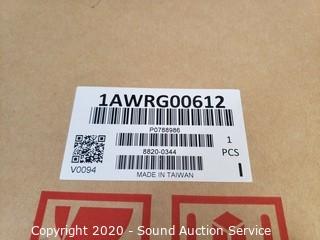 1AWRG00612
P0788986
1
8820-0344
PCS
V0094
MADE IN TAIWAN
Copyright 2020 - Sound Auction Service